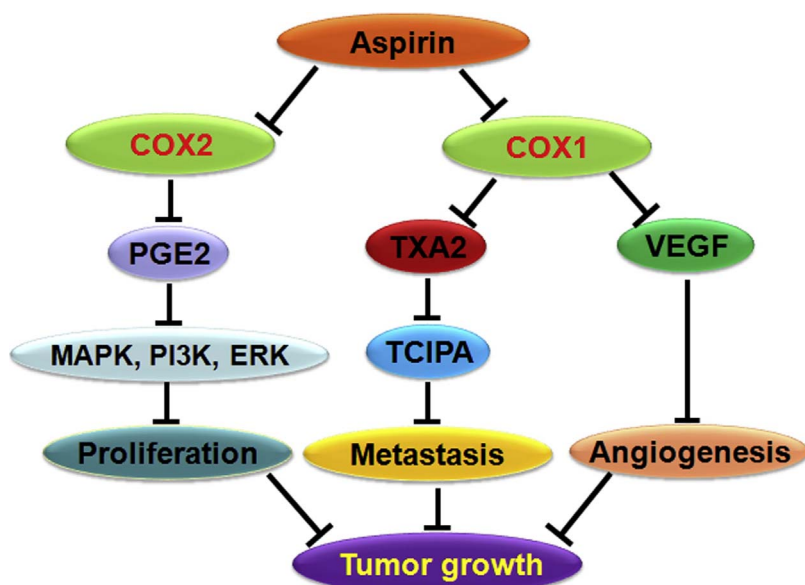 Aspirin
COX2
COX1
PGE2
TXA2
VEGF
MAPK, PI3K, ERK
TCIPA
Proliferation
Metastasis
Angiogenesis
Tumor growth